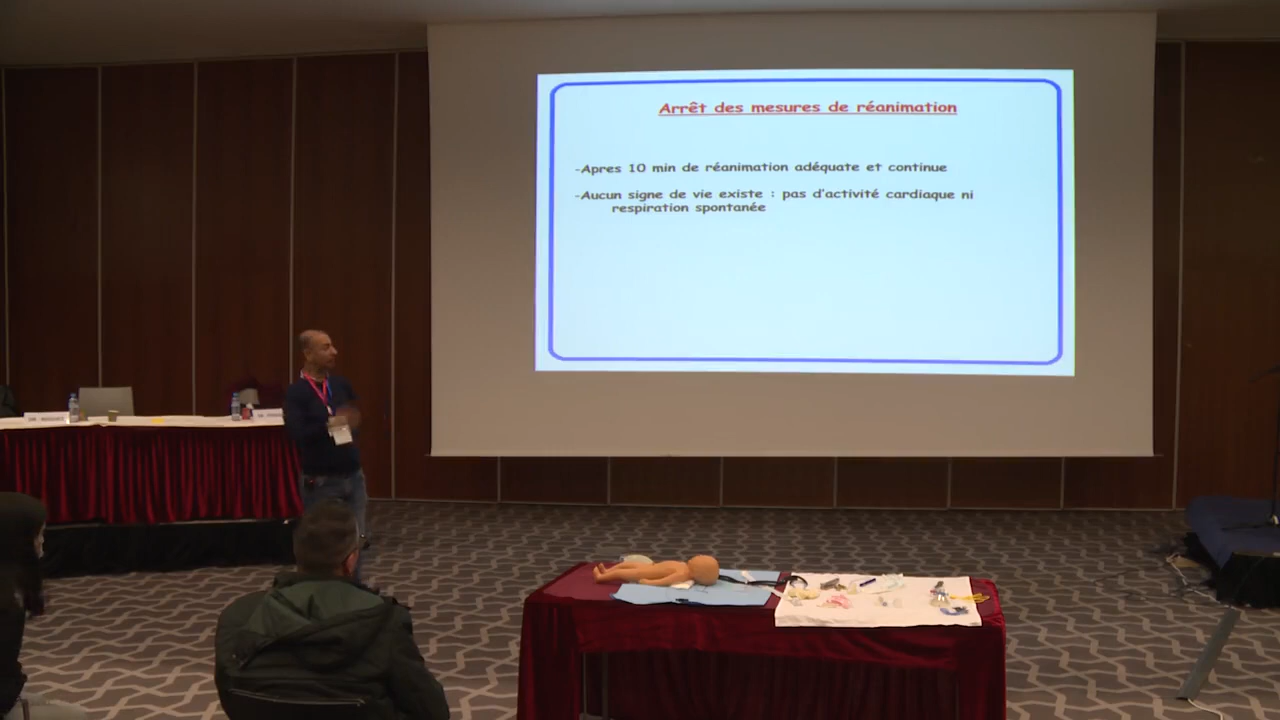 Arrêt des mesures de réanimation
-Apres 10 min de réanimation adéquate et continue
-Aucun signe de vie existe : pas d'activité cardiaque ni
respiration spontanée